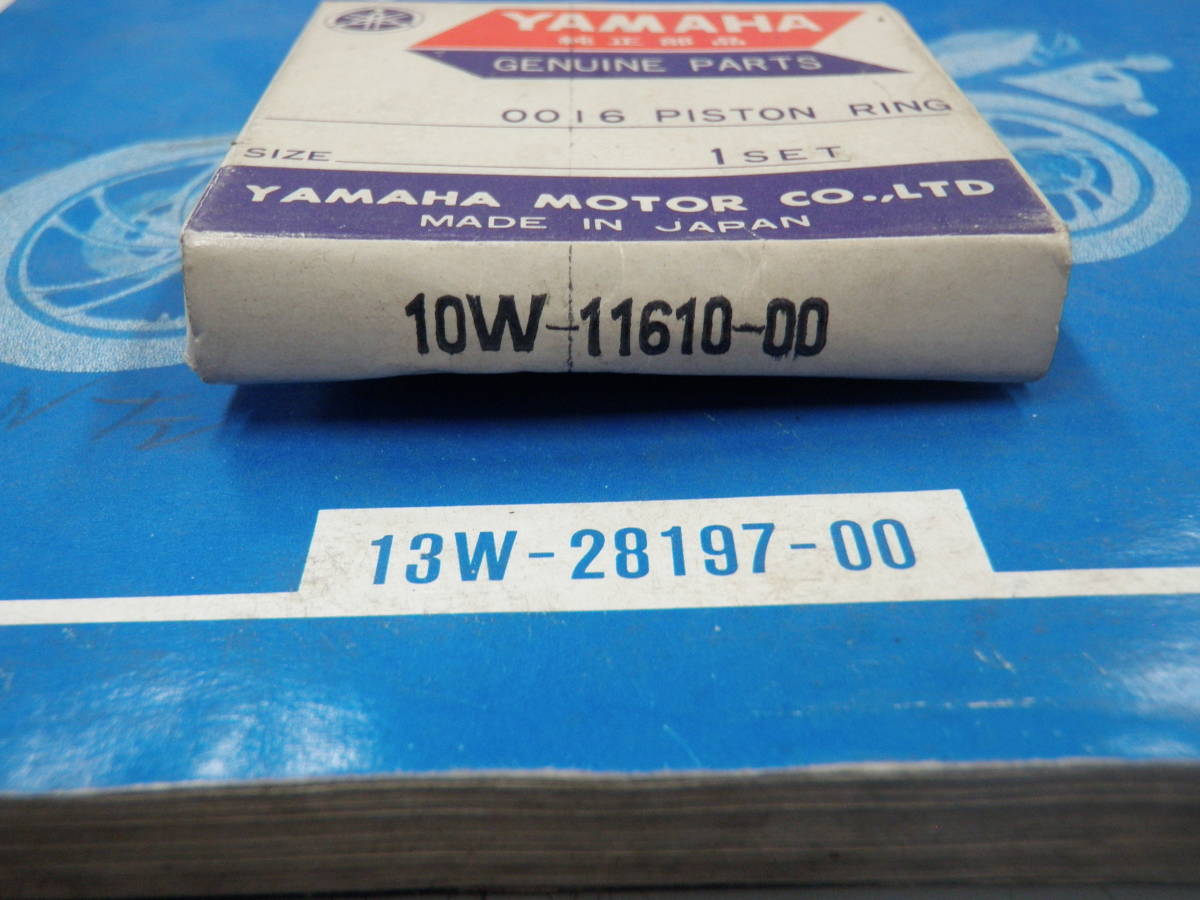 YAMAHA
純正部品
GENUINE PARTS
0016 PISTON RING
SIZE 1 SET
YAMAHA MOTOR CO.,LTD
MADE IN JAPAN
10W-11610-00
13W-28197-00